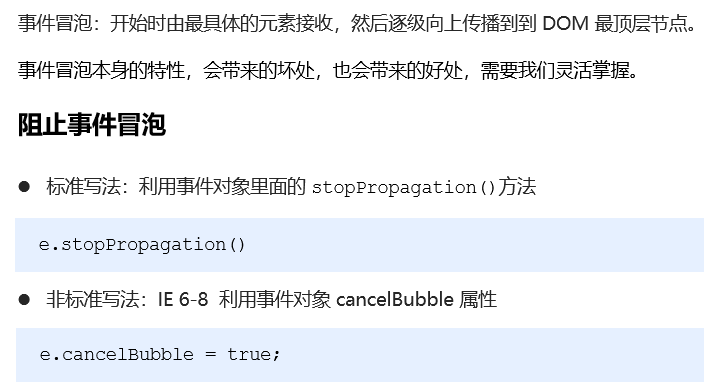 事件冒泡：开始时由最具体的元素接收，然后逐级向上传播到到 DOM 最顶层节点。
事件冒泡本身的特性，会带来的坏处，也会带来的好处，需要我们灵活掌握。
阻止事件冒泡
● 标准写法：利用事件对象里面的 stopPropagation()方法
e.stopPropagation()
● 非标准写法：IE 6-8 利用事件对象 cancelBubble 属性
e.cancelBubble = true;